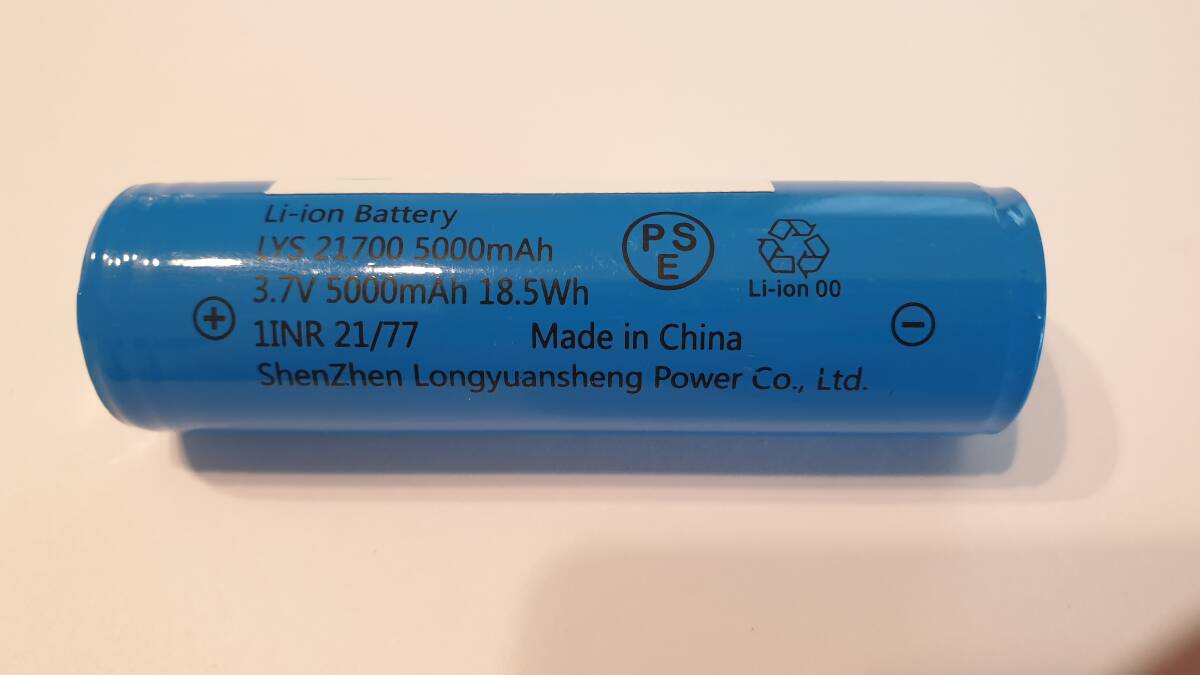 Li-ion Battery
LYS 21700 5000mAh
3.7V 5000mAh 18.5Wh
1INR 21/77 Made in China
ShenZhen Longyuansheng Power Co., Ltd.
PS
E
Li-ion 00
+
−